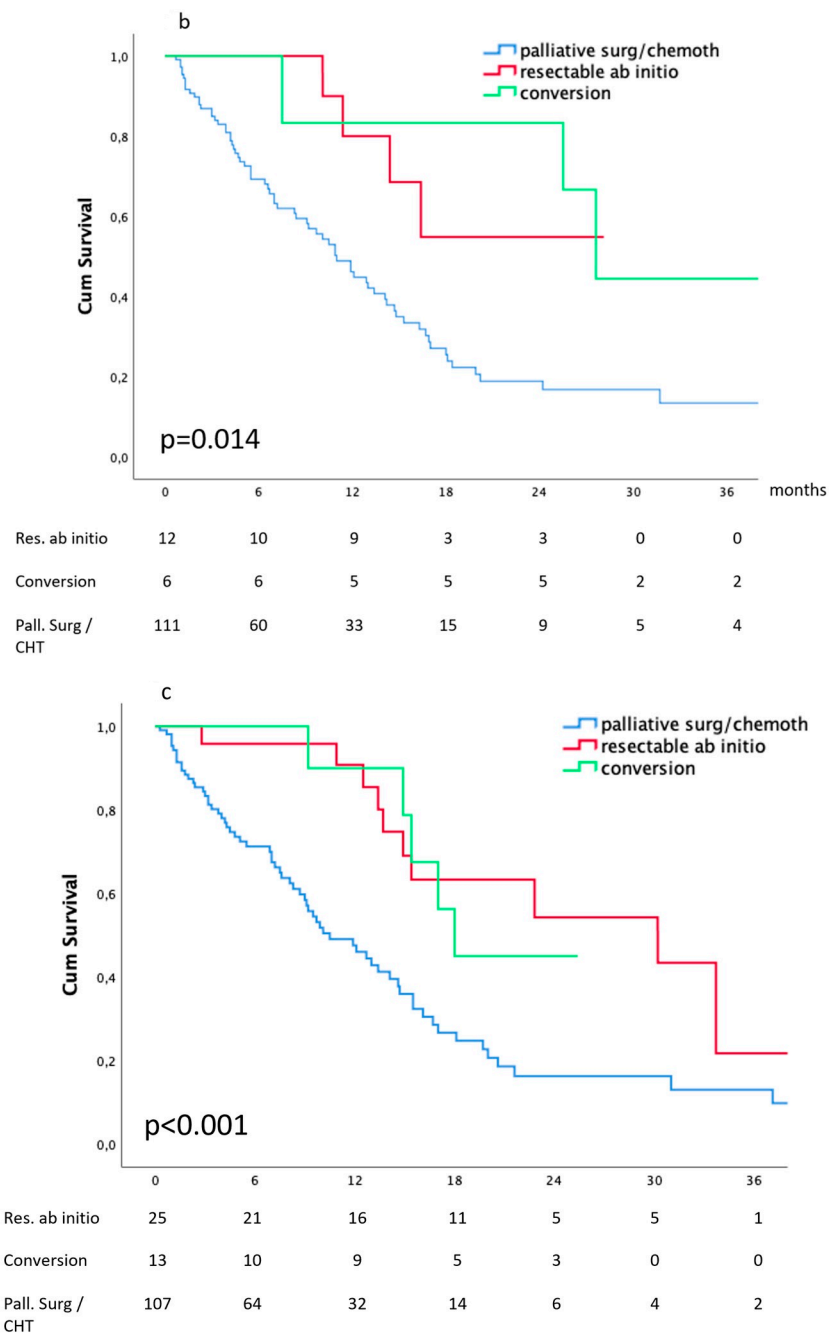 b
palliative surg/chemoth
resectable ab initio
conversion
Cum Survival
1,0
0,8
0,6
0,4
0,2
0,0
p=0.014
0 6 12 18 24 30 36 months
Res. ab initio 12 10 9 3 3 0 0
Conversion 6 6 5 5 5 2 2
Pall. Surg / 111 60 33 15 9 5 4
CHT
c
palliative surg/chemoth
resectable ab initio
conversion
Cum Survival
1,0
0,8
0,6
0,4
0,2
0,0
p<0.001
0 6 12 18 24 30 36
Res. ab initio 25 21 16 11 5 5 1
Conversion 13 10 9 5 3 0 0
Pall. Surg / 107 64 32 14 6 4 2
CHT